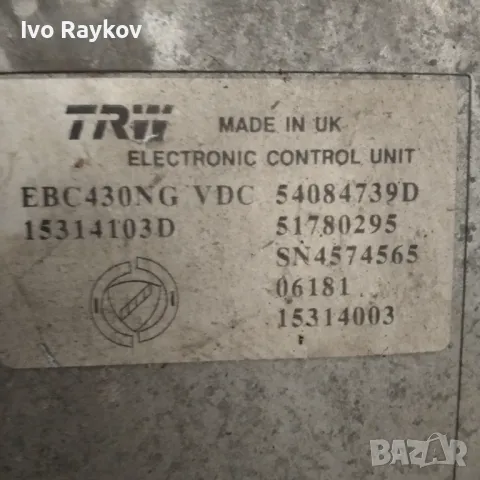 Ivo Raykov
TRW MADE IN UK
ELECTRONIC CONTROL UNIT
EBC430NG VDC 54084739D
15314103D 51780295
SN4574565
06181
15314003
BAZAR